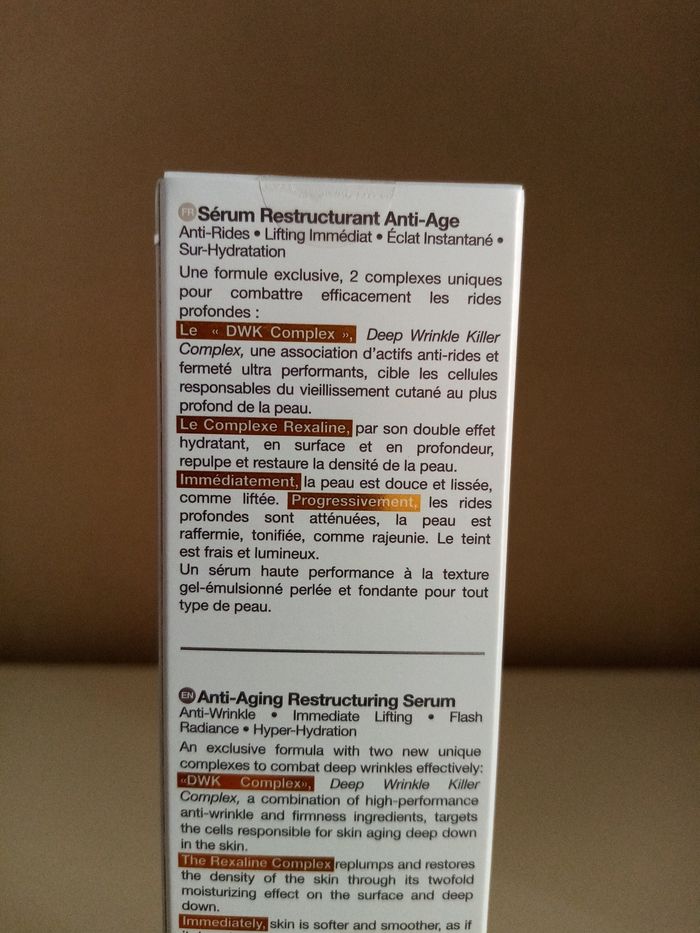 FR Sérum Restructurant Anti-Age
Anti-Rides • Lifting Immédiat • Éclat Instantané •
Sur-Hydratation
Une formule exclusive, 2 complexes uniques
pour combattre efficacement les rides
profondes :
Le « DWK Complex », Deep Wrinkle Killer
Complex, une association d'actifs anti-rides et
fermeté ultra performants, cible les cellules
responsables du vieillissement cutané au plus
profond de la peau.
Le Complexe Rexaline, par son double effet
hydratant, en surface et en profondeur,
repulpe et restaure la densité de la peau.
Immédiatement, la peau est douce et lissée,
comme liftée. Progressivement, les rides
profondes sont atténuées, la peau est
raffermie, tonifiée, comme rajeunie. Le teint
est frais et lumineux.
Un sérum haute performance à la texture
gel-émulsionné perlée et fondante pour tout
type de peau.
EN Anti-Aging Restructuring Serum
Anti-Wrinkle • Immediate Lifting • Flash
Radiance • Hyper-Hydration
An exclusive formula with two new unique
complexes to combat deep wrinkles effectively:
«DWK Complex», Deep Wrinkle Killer
Complex, a combination of high-performance
anti-wrinkle and firmness ingredients, targets
the cells responsible for skin aging deep down
in the skin.
The Rexaline Complex replumps and restores
the density of the skin through its twofold
moisturizing effect on the surface and deep
down.
Immediately, skin is softer and smoother, as if